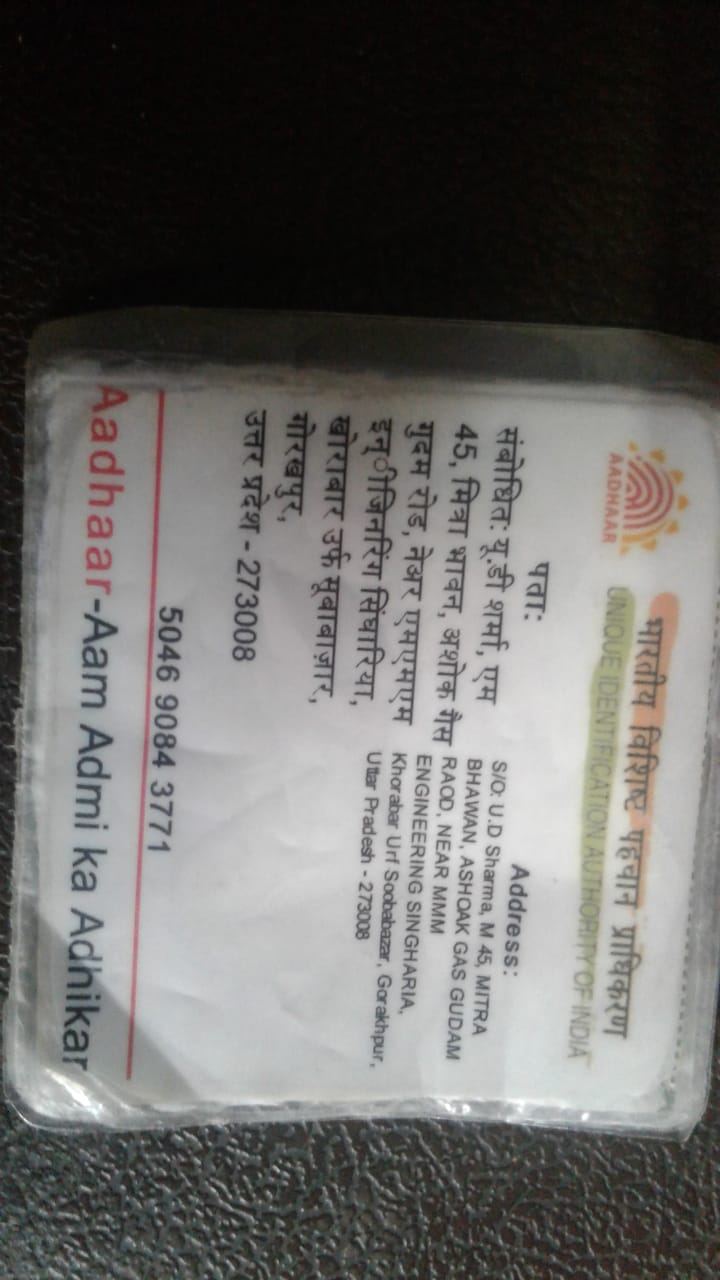 भारतीय विशिष्ट पहचान प्राधिकरण
UNIQUE IDENTIFICATION AUTHORITY OF INDIA
AADHAAR
पता:
संबोधित: यू.डी शर्मा, एम
45, मित्रा भावन, अशोक गैस
गुदम रोड, नेअर एमएमएम
इन्ीजिनरिंग सिंघारिया,
खोराबार उर्फ सूबाबाज़ार,
गोरखपुर,
उत्तर प्रदेश - 273008
Address:
S/O: U.D Sharma, M 45, MITRA
BHAWAN, ASHOAK GAS GUDAM
RAOD, NEAR MMM
ENGINEERING SINGHARIA,
Khorabar Urf Soobabazar, Gorakhpur,
Uttar Pradesh - 273008
5046 9084 3771
Aadhaar-Aam Admi ka Adhikar